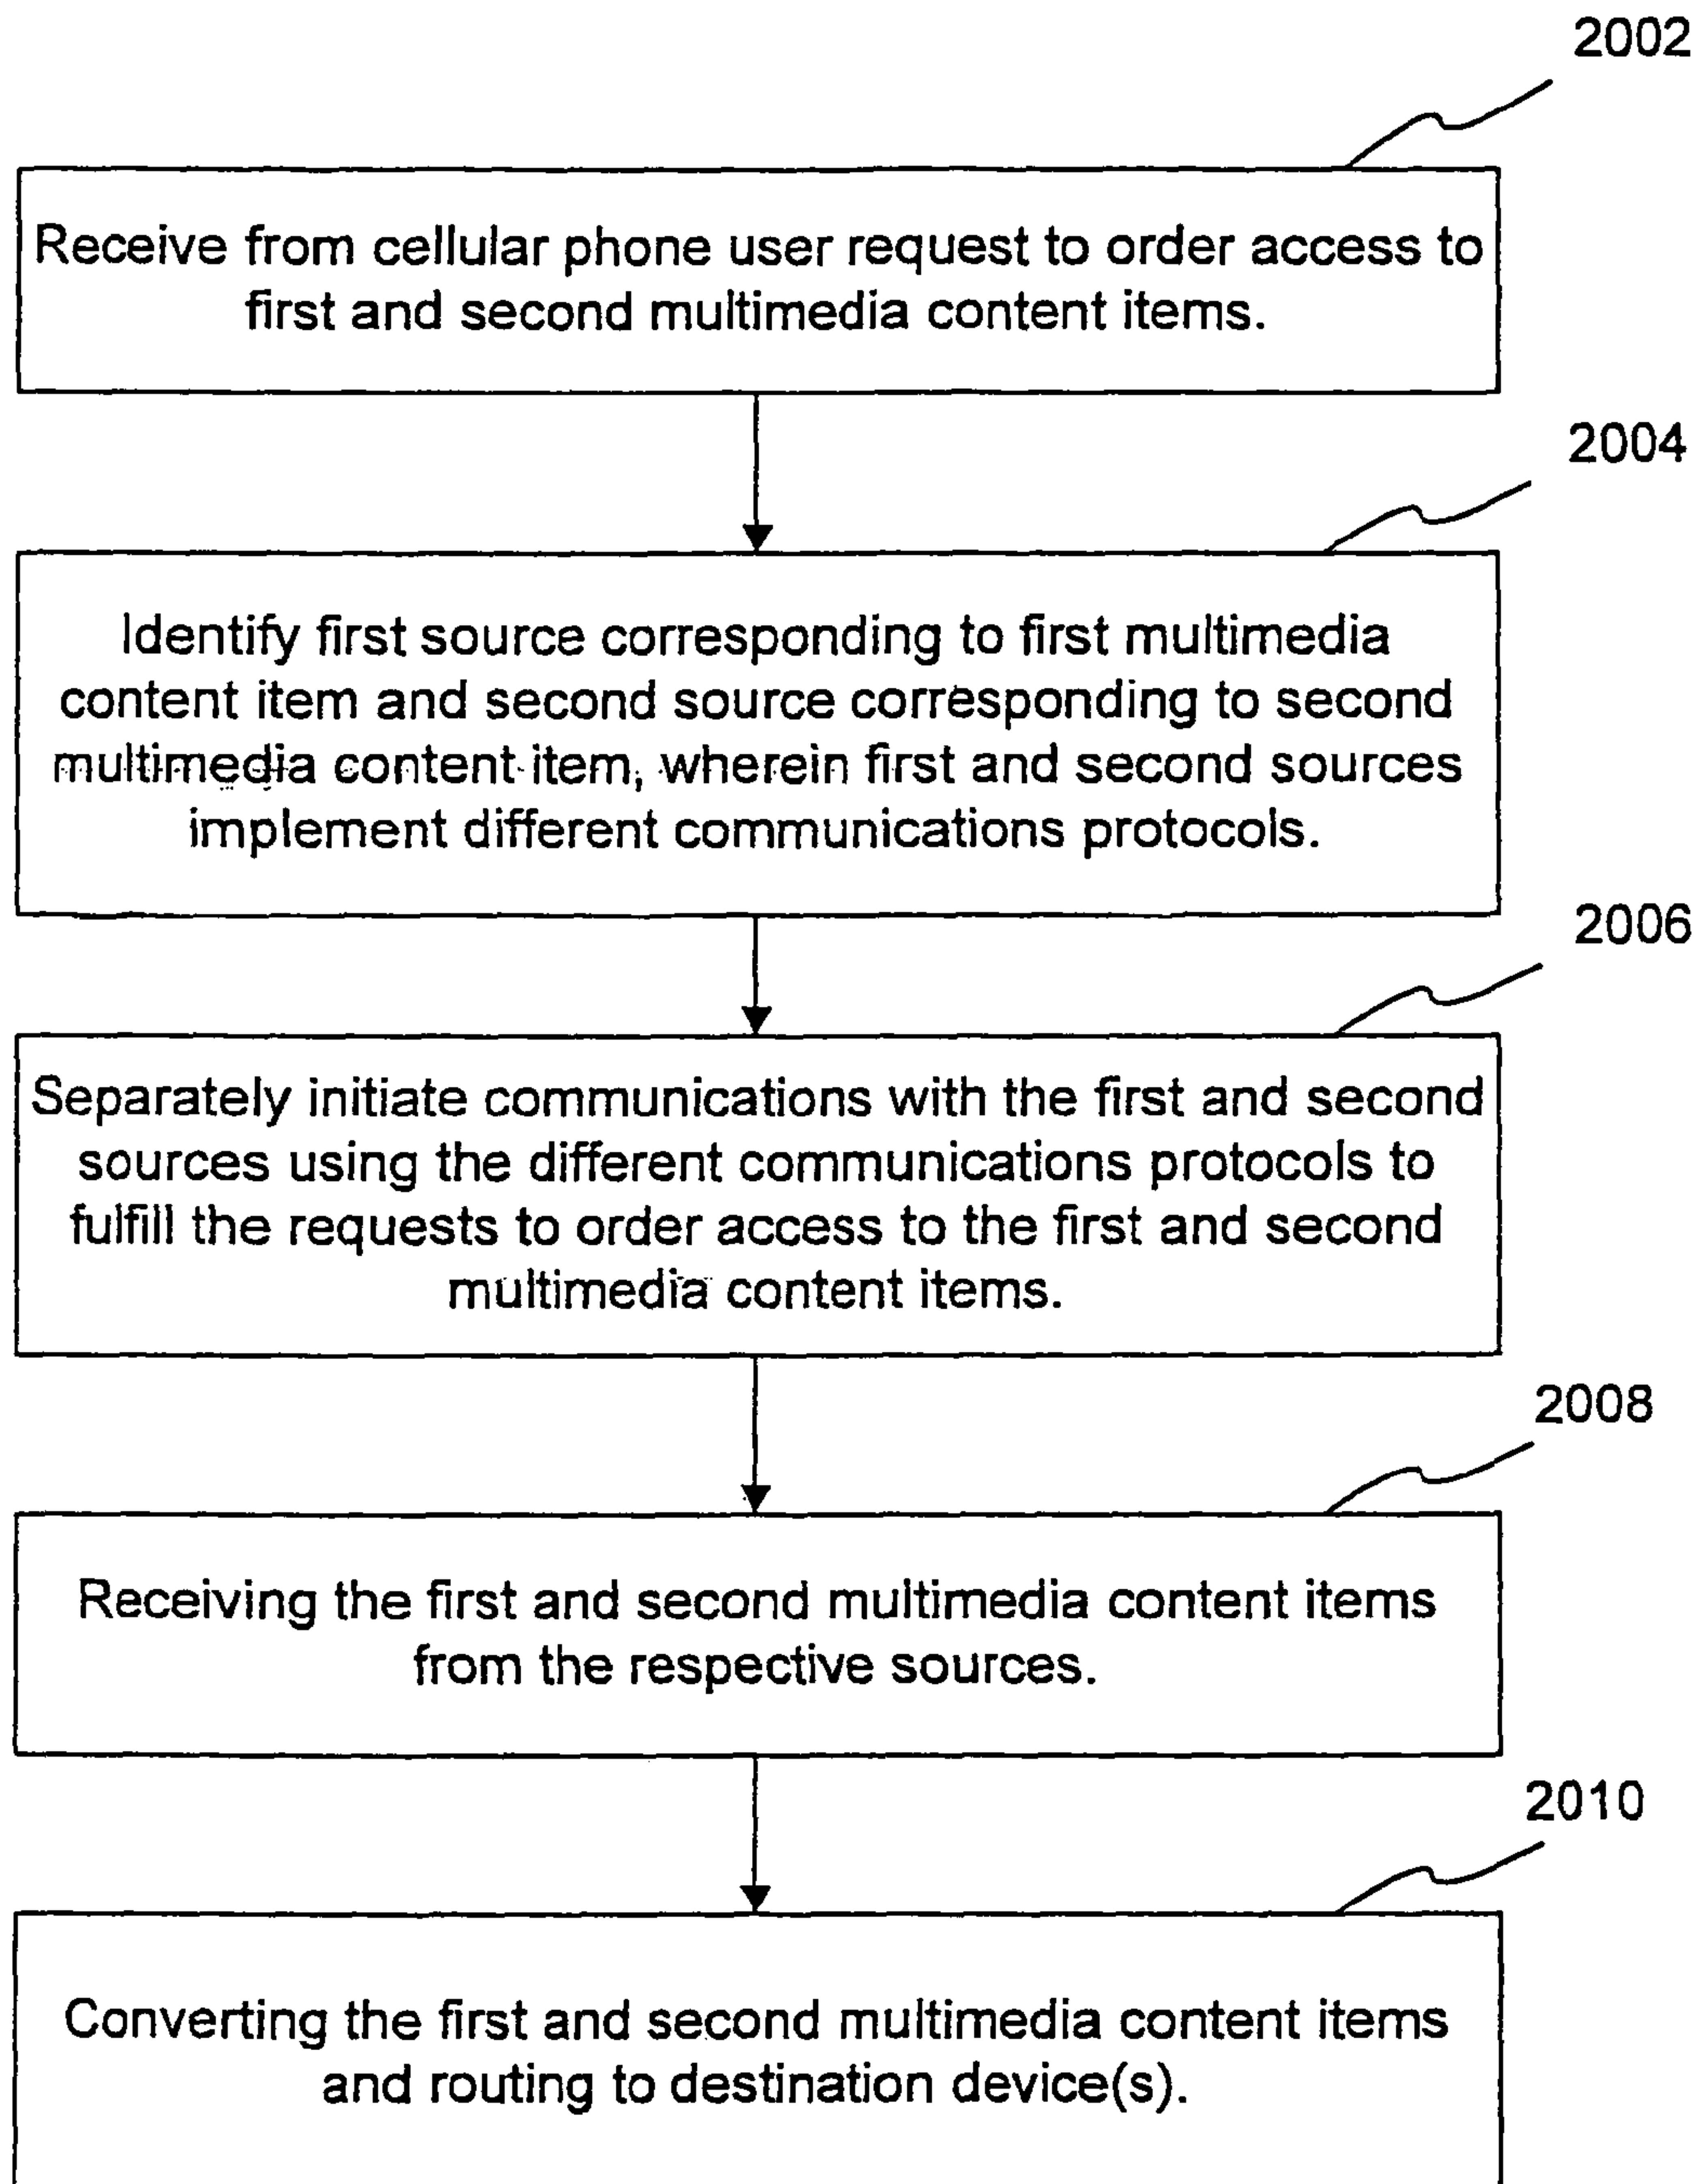 2002
Receive from cellular phone user request to order access to
first and second multimedia content items.
2004
Identify first source corresponding to first multimedia
content item and second source corresponding to second
multimedia content item, wherein first and second sources
implement different communications protocols.
2006
Separately initiate communications with the first and second
sources using the different communications protocols to
fulfill the requests to order access to the first and second
multimedia content items.
2008
Receiving the first and second multimedia content items
from the respective sources.
2010
Converting the first and second multimedia content items
and routing to destination device(s).